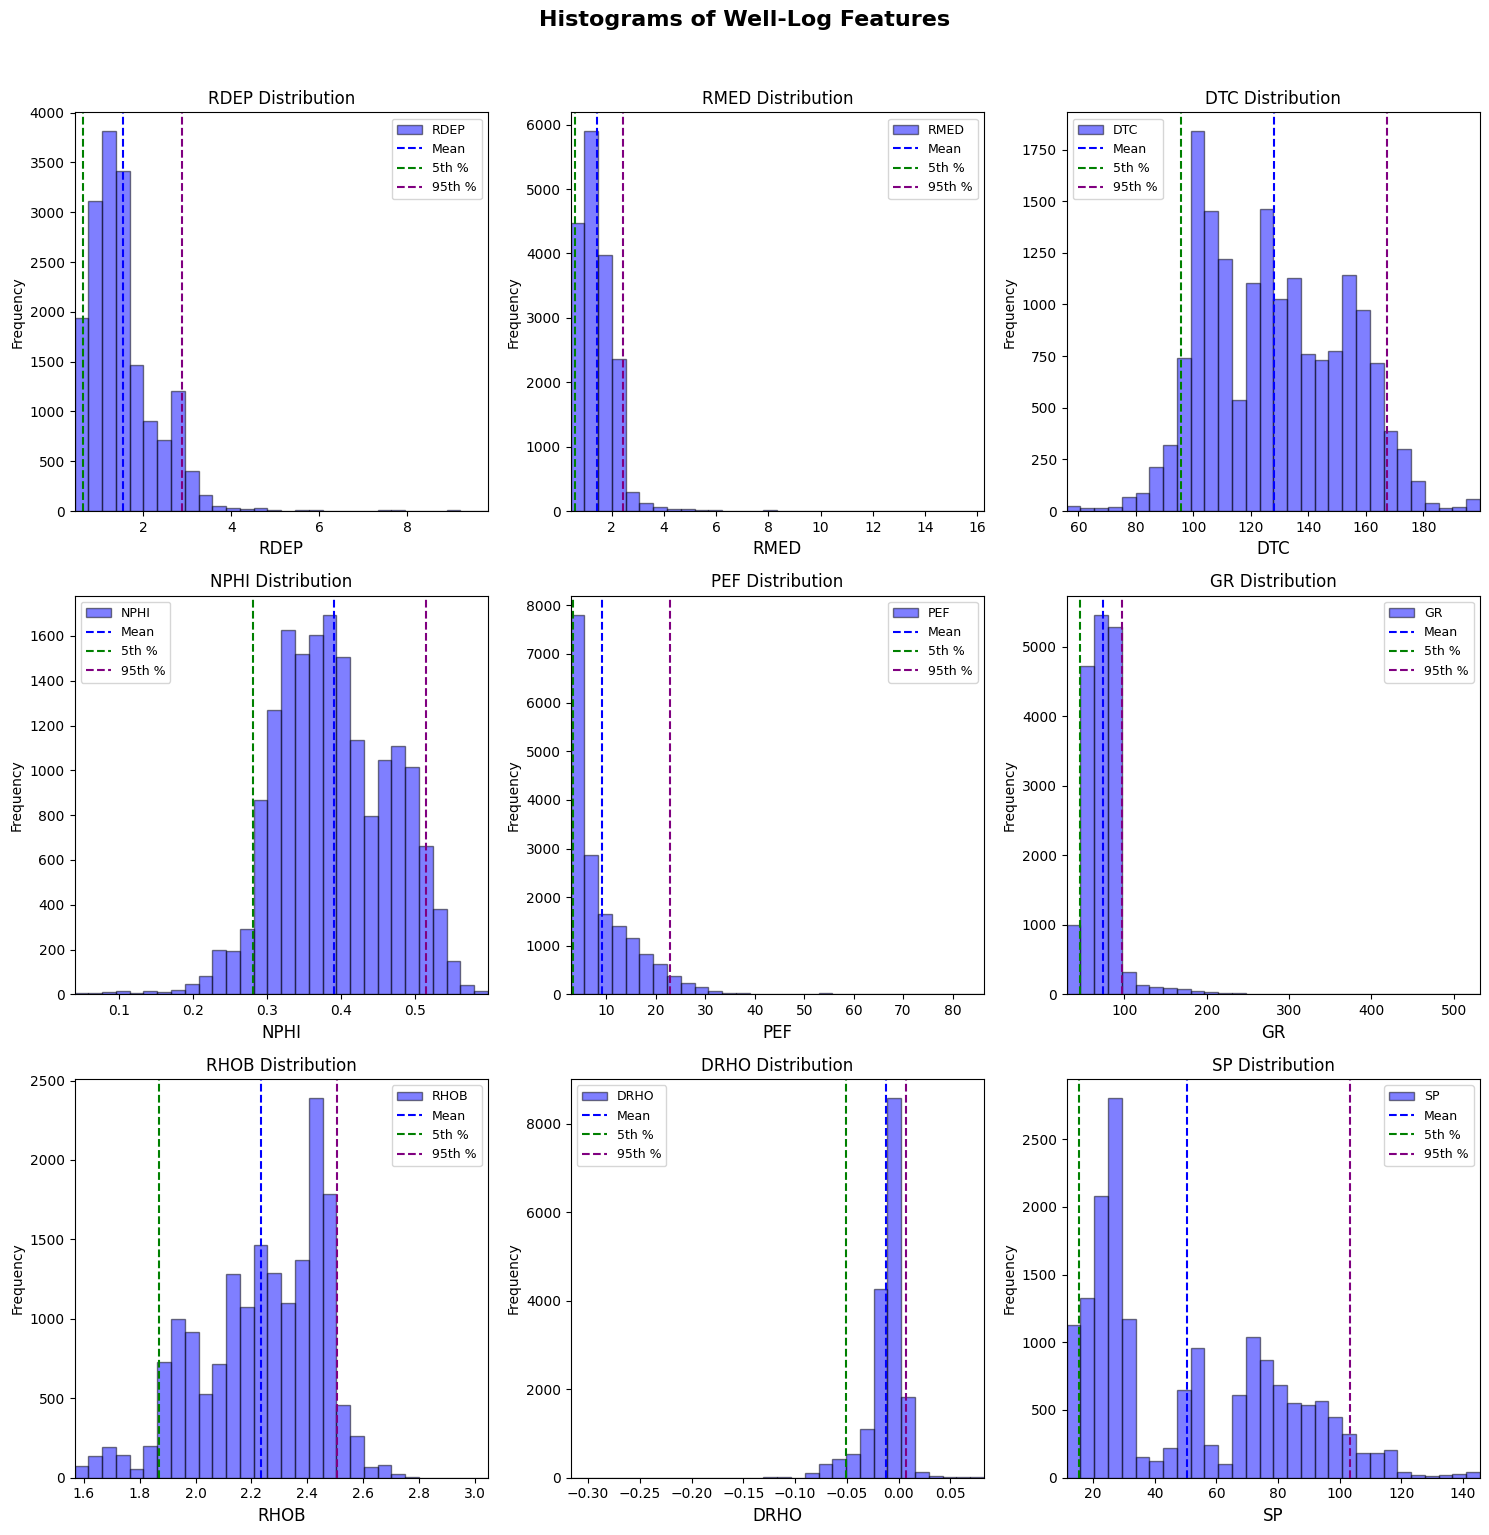 Histograms of Well-Log Features
RDEP Distribution
4000
3500
3000
2500
2000
1500
1000
500
0
Frequency
RDEP
Mean
5th %
95th %
2 4 6 8
RDEP
RMED Distribution
6000
5000
4000
3000
2000
1000
0
Frequency
RMED
Mean
5th %
95th %
2 4 6 8 10 12 14 16
RMED
DTC Distribution
1750
1500
1250
1000
750
500
250
0
Frequency
DTC
Mean
5th %
95th %
60 80 100 120 140 160 180
DTC
NPHI Distribution
1600
1400
1200
1000
800
600
400
200
0
Frequency
NPHI
Mean
5th %
95th %
0.1 0.2 0.3 0.4 0.5
NPHI
PEF Distribution
8000
7000
6000
5000
4000
3000
2000
1000
0
Frequency
PEF
Mean
5th %
95th %
10 20 30 40 50 60 70 80
PEF
GR Distribution
5000
4000
3000
2000
1000
0
Frequency
GR
Mean
5th %
95th %
100 200 300 400 500
GR
RHOB Distribution
2500
2000
1500
1000
500
0
Frequency
RHOB
Mean
5th %
95th %
1.6 1.8 2.0 2.2 2.4 2.6 2.8 3.0
RHOB
DRHO Distribution
8000
6000
4000
2000
0
Frequency
DRHO
Mean
5th %
95th %
−0.30 −0.25 −0.20 −0.15 −0.10 −0.05 0.00 0.05
DRHO
SP Distribution
2500
2000
1500
1000
500
0
Frequency
SP
Mean
5th %
95th %
20 40 60 80 100 120 140
SP